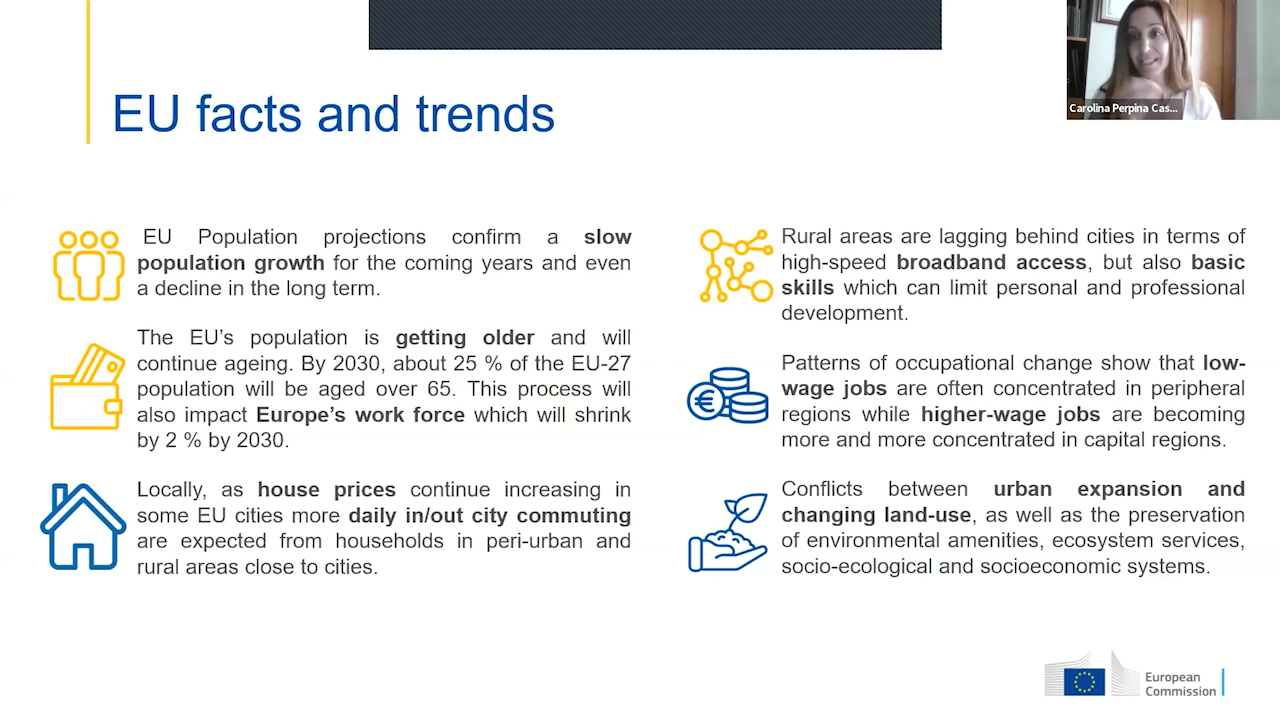 Carolina Perpina Cas...
EU facts and trends
EU Population projections confirm a slow
population growth for the coming years and even
a decline in the long term.
The EU's population is getting older and will
continue ageing. By 2030, about 25 % of the EU-27
population will be aged over 65. This process will
also impact Europe's work force which will shrink
by 2 % by 2030.
Locally, as house prices continue increasing in
some EU cities more daily in/out city commuting
are expected from households in peri-urban and
rural areas close to cities.
Rural areas are lagging behind cities in terms of
high-speed broadband access, but also basic
skills which can limit personal and professional
development.
€
Patterns of occupational change show that low-
wage jobs are often concentrated in peripheral
regions while higher-wage jobs are becoming
more and more concentrated in capital regions.
Conflicts between urban expansion and
changing land-use, as well as the preservation
of environmental amenities, ecosystem services,
socio-ecological and socioeconomic systems.
European
Commission